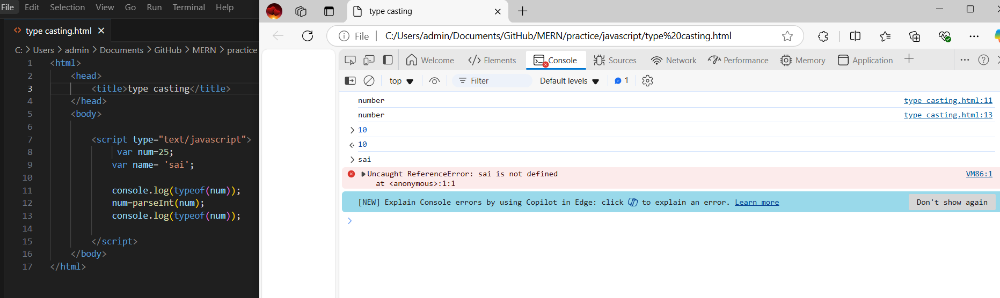 File Edit Selection View Go Run Terminal Help
type casting.html
C: > Users > admin > Documents > GitHub > MERN > practice
1 <html>
2 <head>
3 <title>type casting</title>
4 </head>
5 <body>
6
7 <script type="text/javascript">
8 var num=25;
9 var name= 'sai';
10
11 console.log(typeof(num));
12 num=parseInt(num);
13 console.log(typeof(num));
14
15 </script>
16 </body>
17 </html>
type casting
File | C:/Users/admin/Documents/GitHub/MERN/practice/javascript/type%20casting.html
Welcome Elements Console Sources Network Performance Memory Application
top Filter Default levels 1
number type casting.html:11
number type casting.html:13
> 10
10
> sai
Uncaught ReferenceError: sai is not defined VM86:1
at <anonymous>:1:1
[NEW] Explain Console errors by using Copilot in Edge: click to explain an error. Learn more Don't show again
>